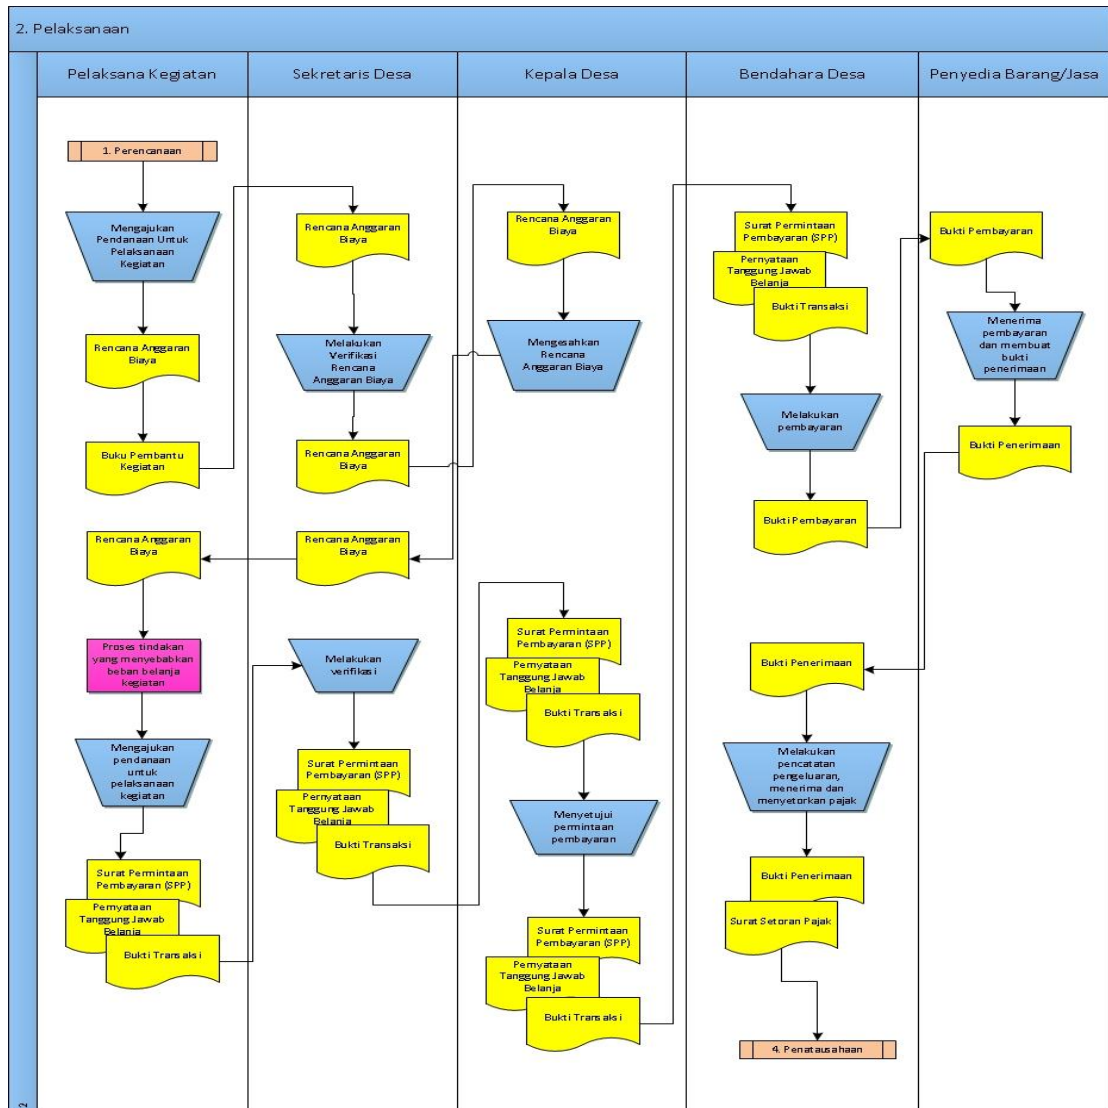 2. Pelaksanaan
Pelaksana Kegiatan
Sekretaris Desa
Kepala Desa
Bendahara Desa
Penyedia Barang/Jasa
1. Perencanaan
Mengajukan
Pendanaan Untuk
Pelaksanaan
Kegiatan
Rencana Anggaran
Biaya
Buku Pembantu
Kegiatan
Rencana Anggaran
Biaya
Proses tindakan
yang menyebabkan
beban belanja
kegiatan
Mengajukan
pendanaan
untuk
pelaksanaan
kegiatan
Surat Permintaan
Pembayaran (SPP)
Pernyataan
Tanggung Jawab
Belanja
Bukti Transaksi
Rencana Anggaran
Biaya
Melakukan
Verifikasi
Rencana
Anggaran Biaya
Rencana Anggaran
Biaya
Rencana Anggaran
Biaya
Melakukan
verifikasi
Surat Permintaan
Pembayaran (SPP)
Pernyataan
Tanggung Jawab
Belanja
Bukti Transaksi
Rencana Anggaran
Biaya
Mengesahkan
Rencana
Anggaran Biaya
Surat Permintaan
Pembayaran (SPP)
Pernyataan
Tanggung Jawab
Belanja
Bukti Transaksi
Menyetujui
permintaan
pembayaran
Surat Permintaan
Pembayaran (SPP)
Pernyataan
Tanggung Jawab
Belanja
Bukti Transaksi
Surat Permintaan
Pembayaran (SPP)
Pernyataan
Tanggung Jawab
Belanja
Bukti Transaksi
Melakukan
pembayaran
Bukti Pembayaran
Bukti Penerimaan
Melakukan
pencatatan
pengeluaran,
menerima dan
menyetorkan pajak
Bukti Penerimaan
Surat Setoran Pajak
4. Penatausahaan
Bukti Pembayaran
Menerima
pembayaran
dan membuat
bukti
penerimaan
Bukti Penerimaan